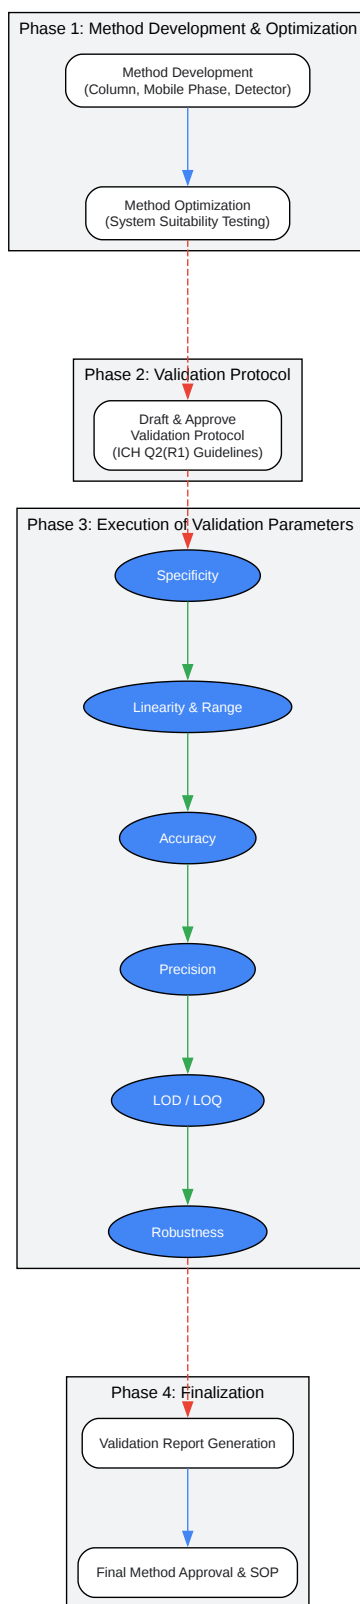 Phase 1: Method Development & Optimization
Method Development
(Column, Mobile Phase, Detector)
Method Optimization
(System Suitability Testing)
Phase 2: Validation Protocol
Draft & Approve
Validation Protocol
(ICH Q2(R1) Guidelines)
Phase 3: Execution of Validation Parameters
Specificity
Linearity & Range
Accuracy
Precision
LOD / LOQ
Robustness
Phase 4: Finalization
Validation Report Generation
Final Method Approval & SOP